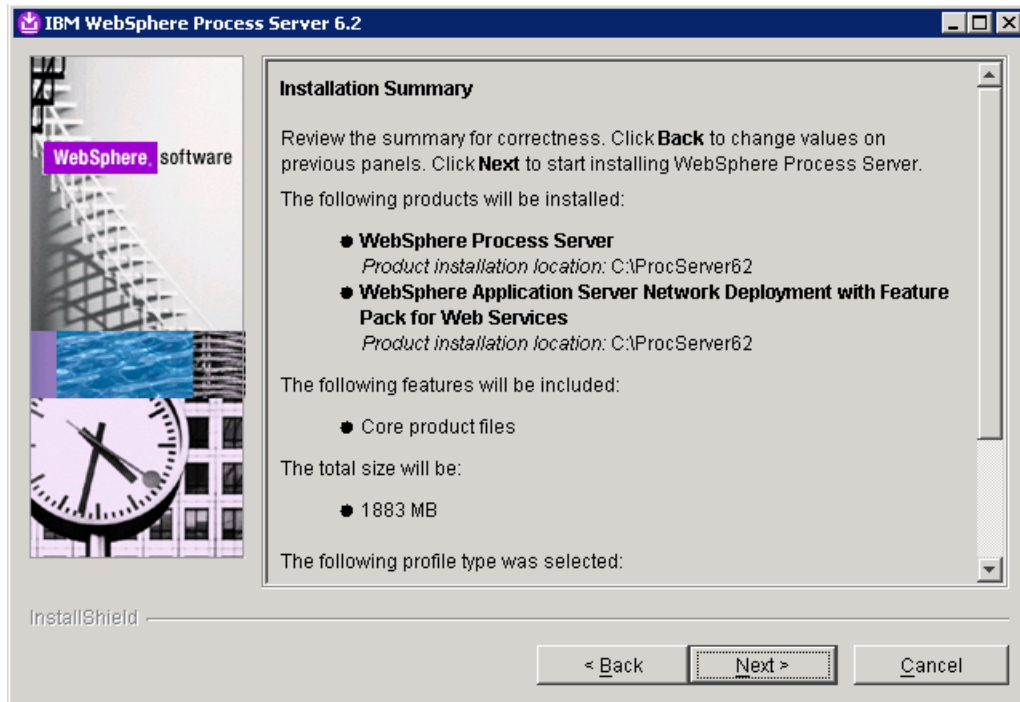 IBM WebSphere Process Server 6.2
WebSphere. software
Installation Summary
Review the summary for correctness. Click Back to change values on
previous panels. Click Next to start installing WebSphere Process Server.
The following products will be installed:
● WebSphere Process Server
Product installation location: C:\ProcServer62
● WebSphere Application Server Network Deployment with Feature
Pack for Web Services
Product installation location: C:\ProcServer62
The following features will be included:
● Core product files
The total size will be:
● 1883 MB
The following profile type was selected:
InstallShield
< Back
Next >
Cancel